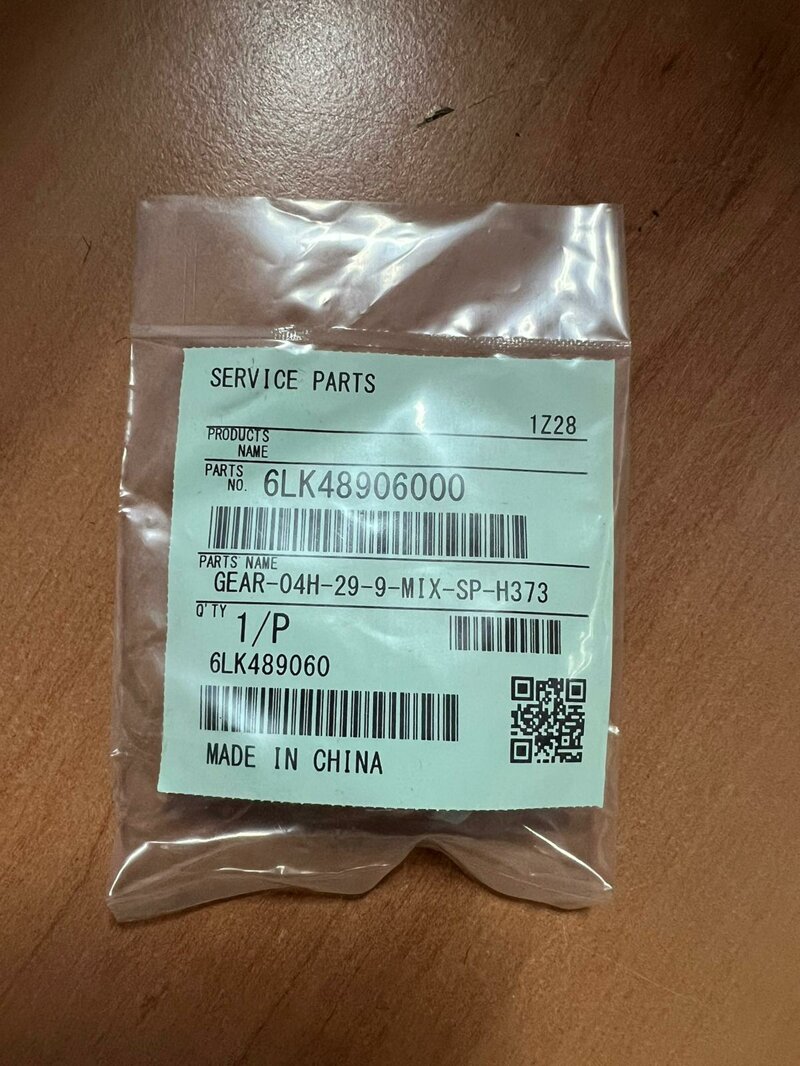 SERVICE PARTS
1Z28
PRODUCTS
NAME
PARTS
NO. 6LK48906000
PARTS NAME
GEAR-04H-29-9-MIX-SP-H373
Q'TY 1/P
6LK489060
MADE IN CHINA